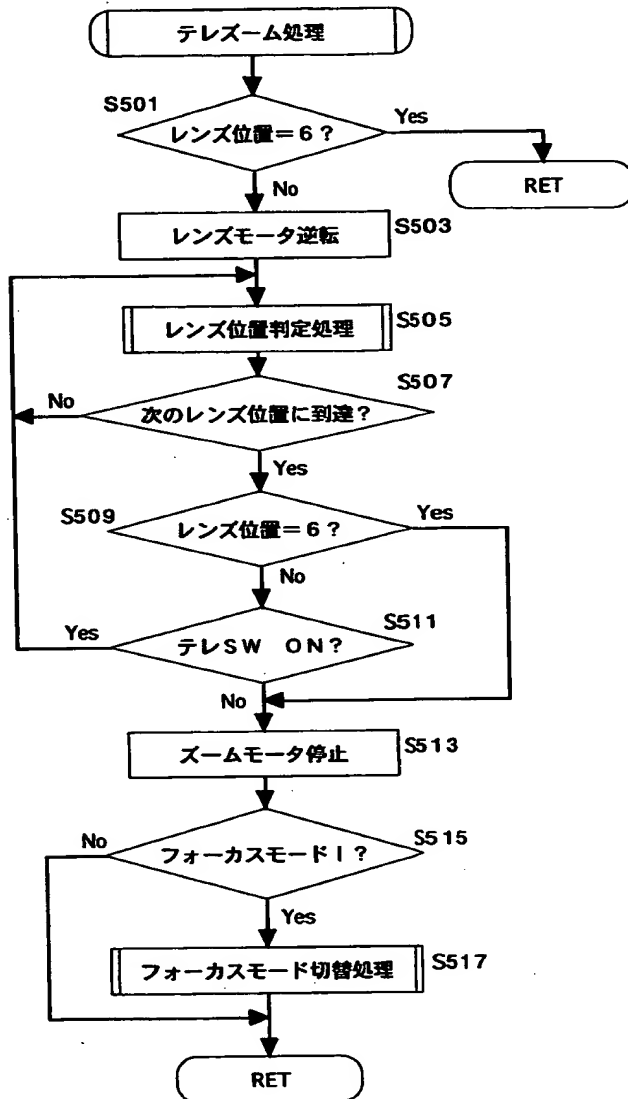 テレズーム処理
S501
レンズ位置＝6？
Yes
RET
No
レンズモータ逆転
S503
レンズ位置判定処理
S505
S507
次のレンズ位置に到達？
No
Yes
S509
レンズ位置＝6？
Yes
No
テレSW ON？
S511
Yes
No
ズームモータ停止
S513
フォーカスモードI？
S515
No
Yes
フォーカスモード切替処理
S517
RET